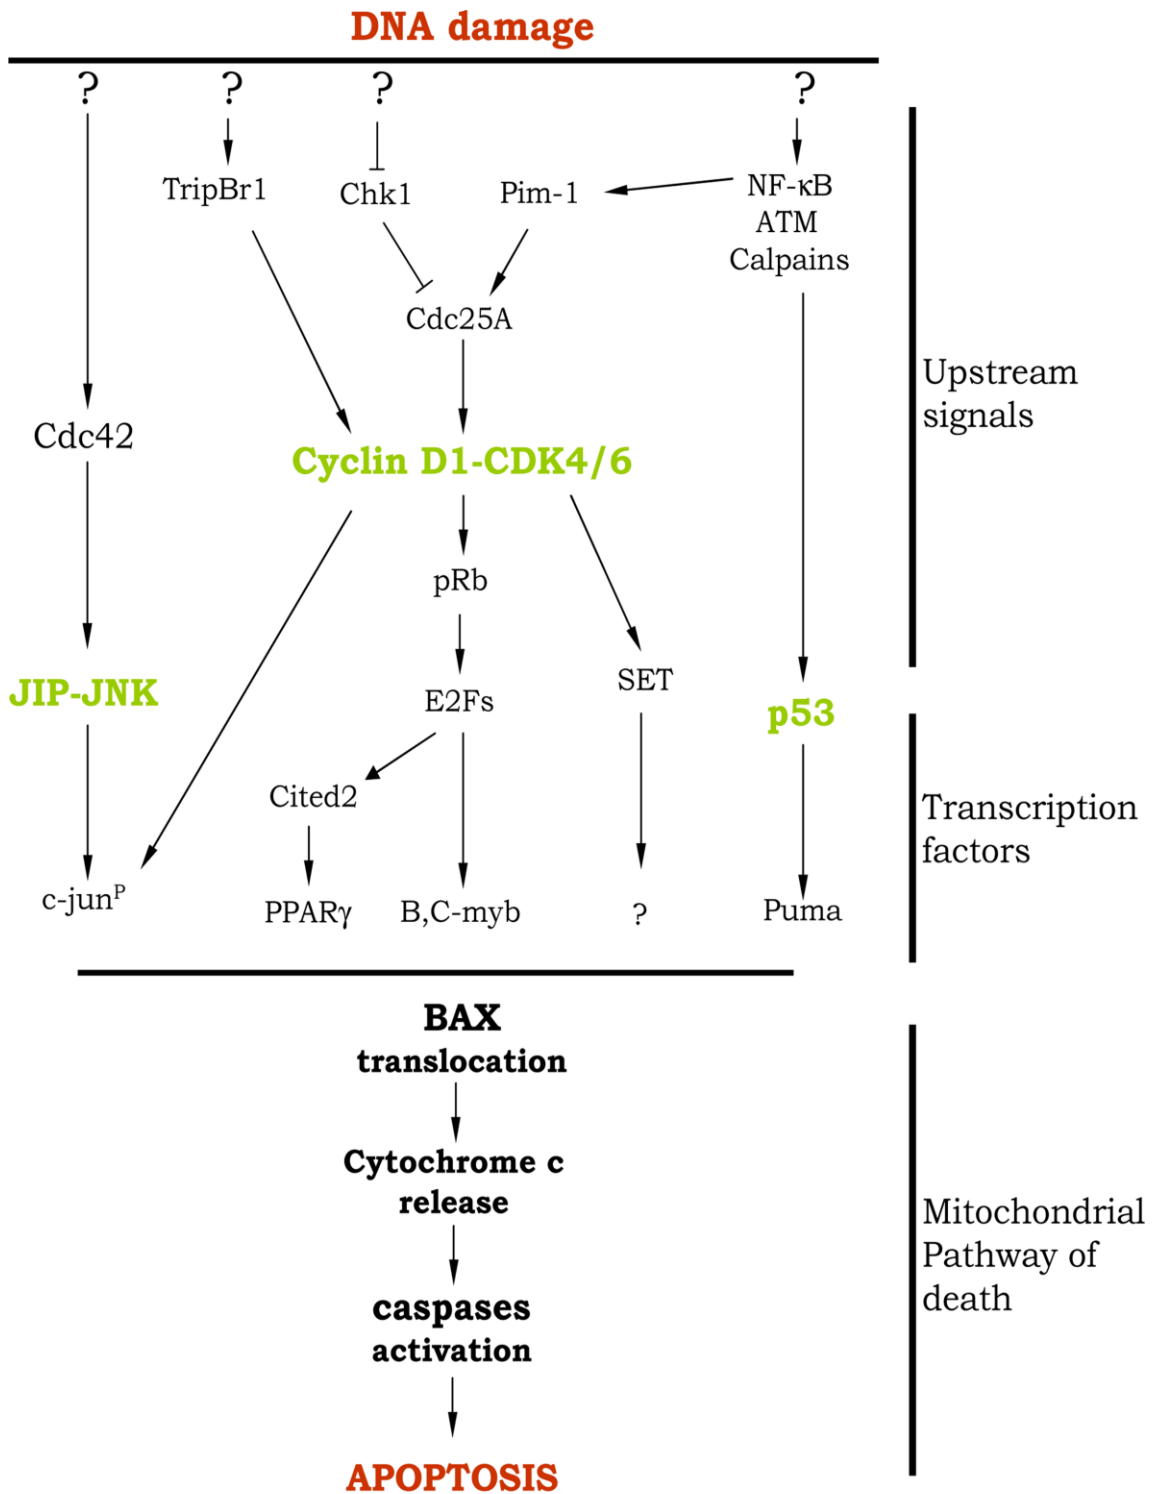 DNA damage
? ? ? ?
TripBr1 Chk1 Pim-1 NF-κB
ATM
Calpains
Cdc25A
Upstream
signals
Cdc42
Cyclin D1-CDK4/6
pRb
SET
JIP-JNK
E2Fs
p53
Cited2
Transcription
factors
c-junᴾ PPARγ B,C-myb ? Puma
BAX
translocation
Cytochrome c
release
Mitochondrial
Pathway of
death
caspases
activation
APOPTOSIS